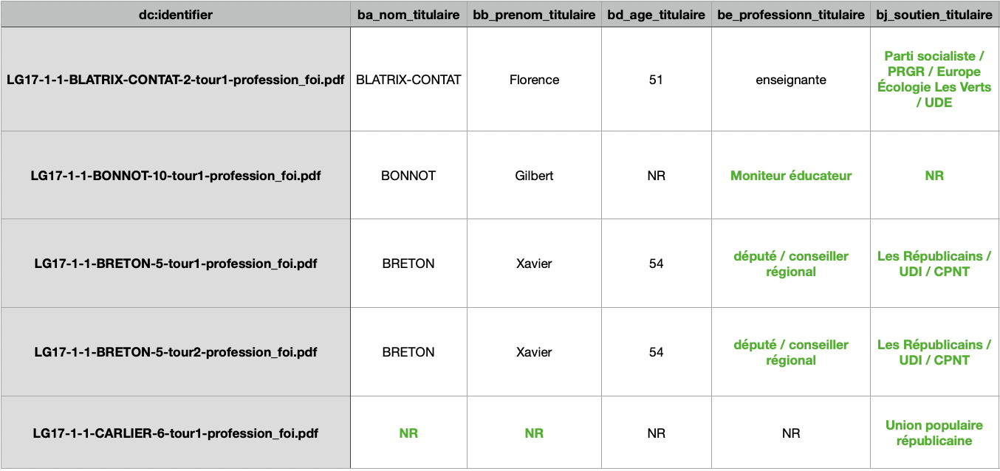 dc:identifier ba_nom_titulaire bb_prenom_titulaire bd_age_titulaire be_professionn_titulaire bj_soutien_titulaire
LG17-1-1-BLATRIX-CONTAT-2-tour1-profession_foi.pdf BLATRIX-CONTAT Florence 51 enseignante Parti socialiste /
PRGR / Europe
Écologie Les Verts
/ UDE
LG17-1-1-BONNOT-10-tour1-profession_foi.pdf BONNOT Gilbert NR Moniteur éducateur NR
LG17-1-1-BRETON-5-tour1-profession_foi.pdf BRETON Xavier 54 député / conseiller
régional Les Républicains /
UDI / CPNT
LG17-1-1-BRETON-5-tour2-profession_foi.pdf BRETON Xavier 54 député / conseiller
régional Les Républicains /
UDI / CPNT
LG17-1-1-CARLIER-6-tour1-profession_foi.pdf NR NR NR NR Union populaire
républicaine